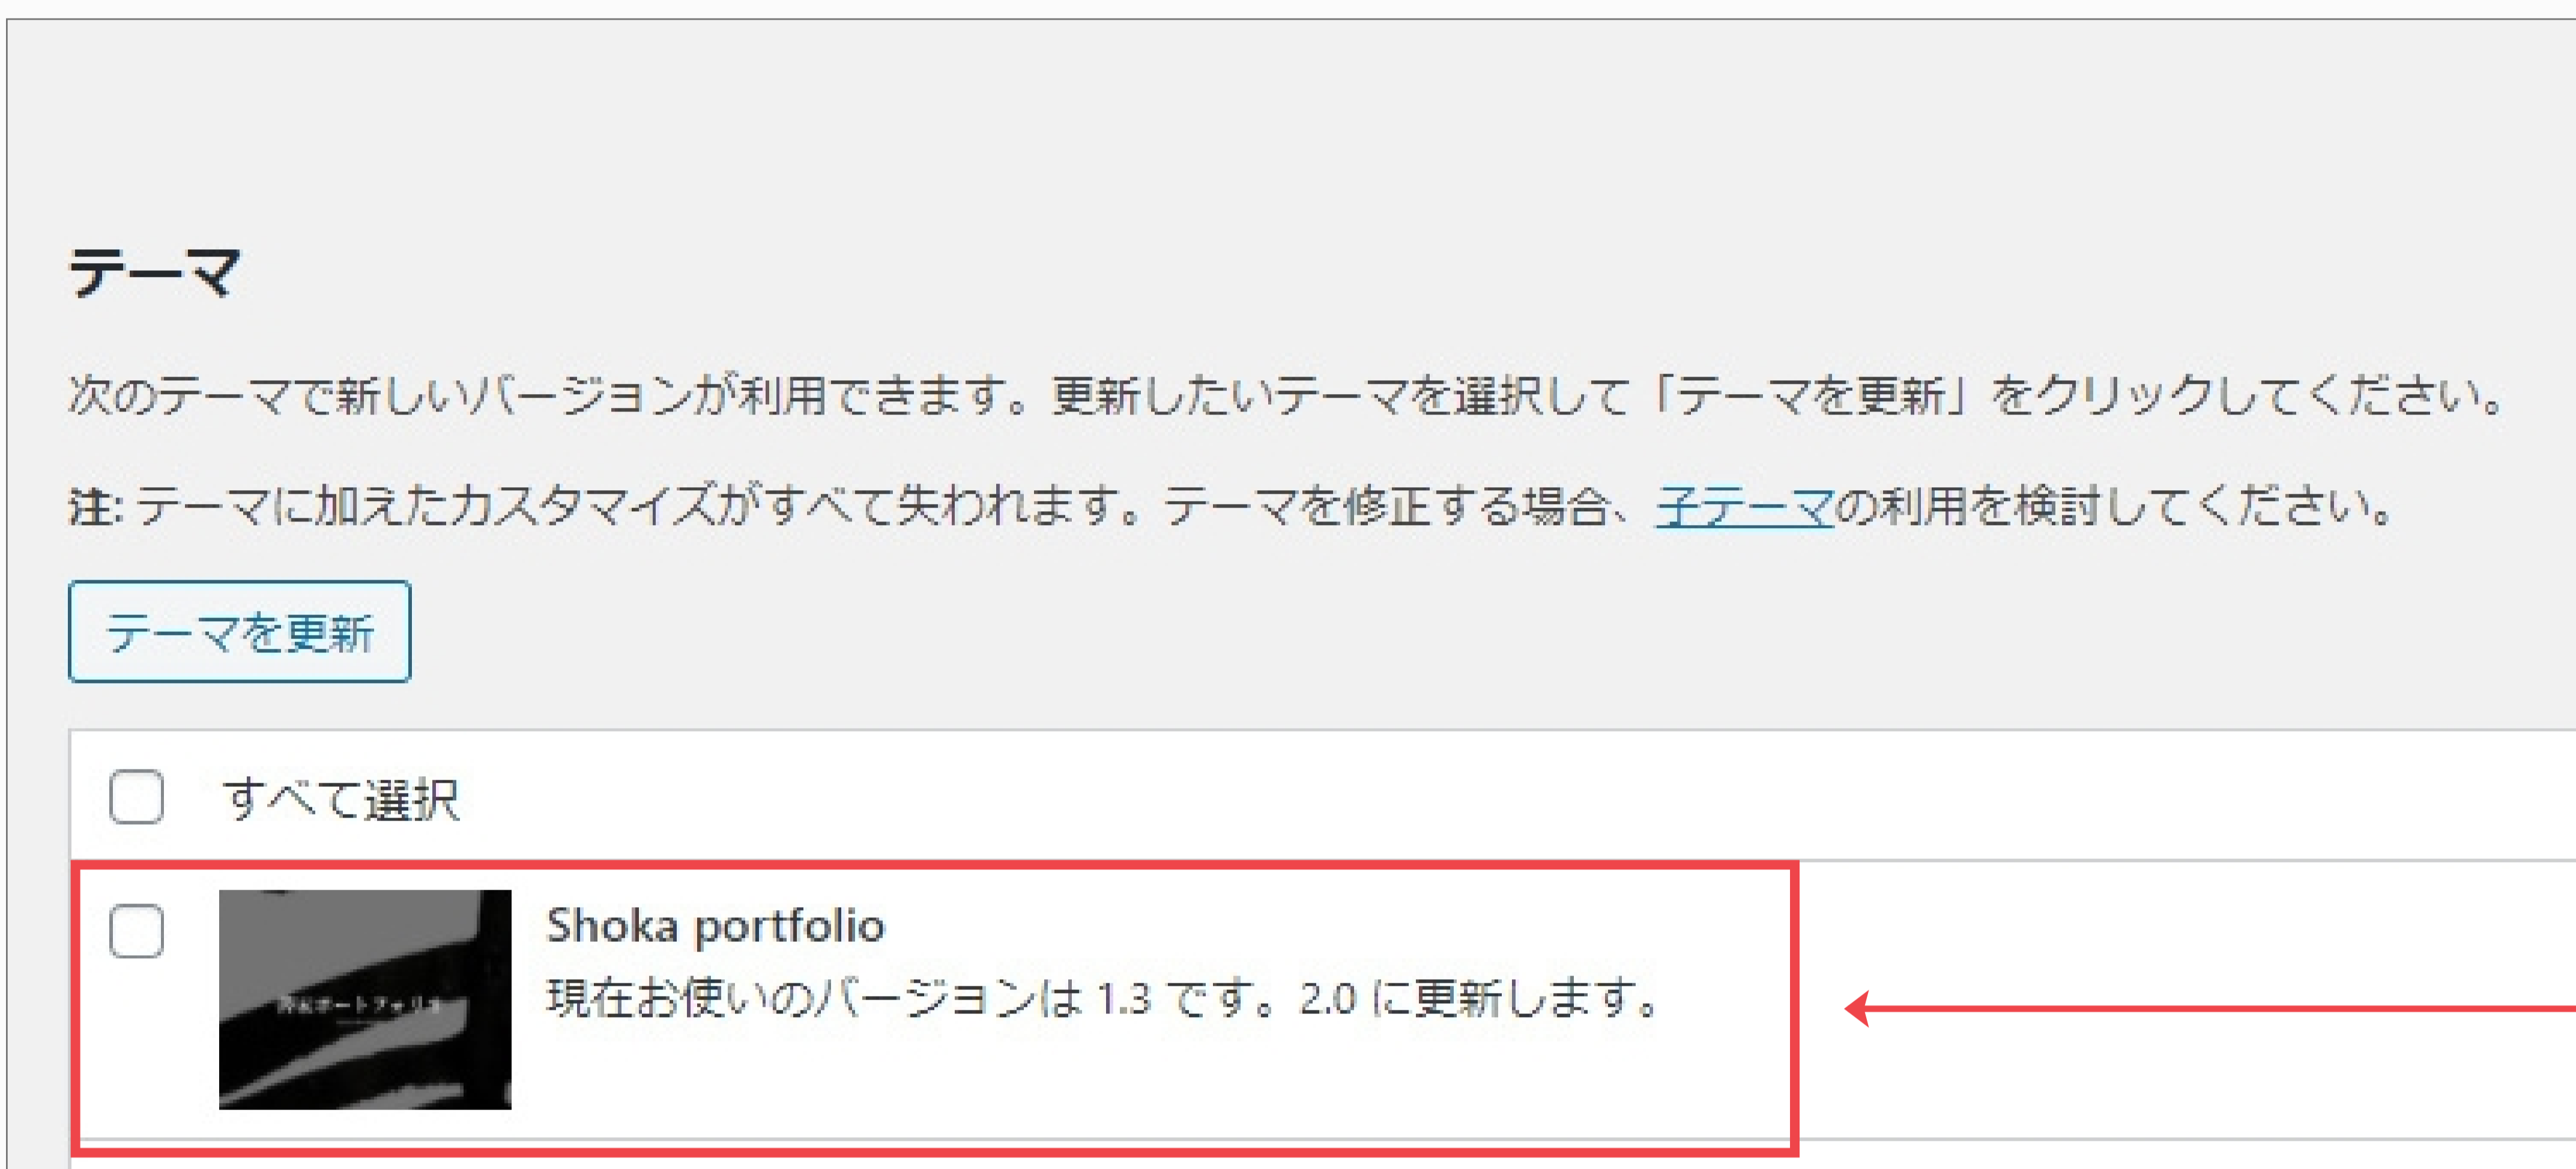 テーマ
次のテーマで新しいバージョンが利用できます。更新したいテーマを選択して「テーマを更新」をクリックしてください。
注: テーマに加えたカスタマイズがすべて失われます。テーマを修正する場合、子テーマの利用を検討してください。
テーマを更新
すべて選択
Shoka portfolio
現在お使いのバージョンは 1.3 です。2.0 に更新します。
ポートフォリオ